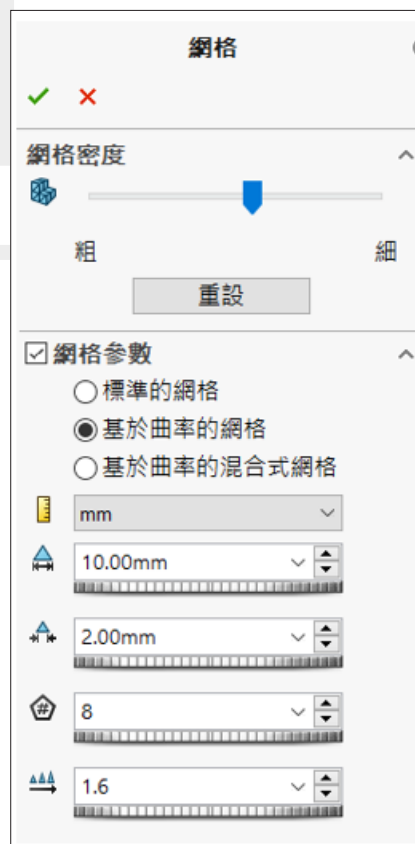 網格
網格密度
粗 細
重設
網格參數
標準的網格
基於曲率的網格
基於曲率的混合式網格
mm
10.00mm
2.00mm
#
8
1.6